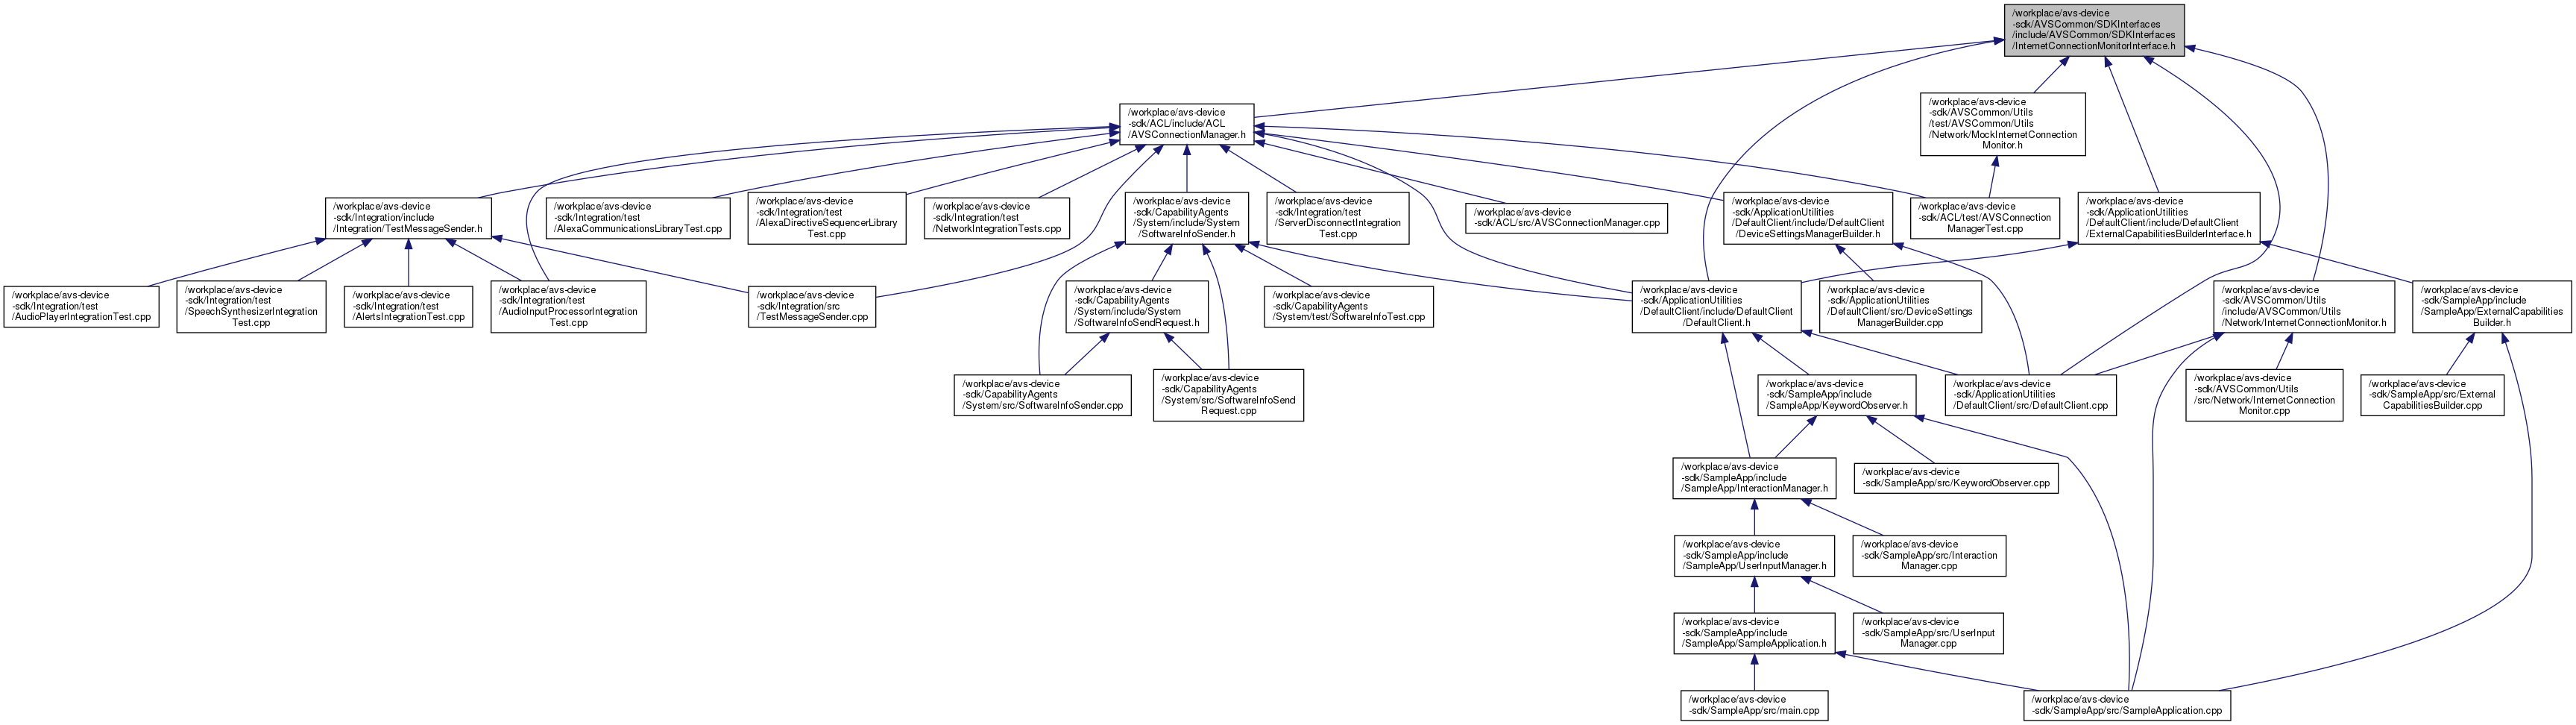 /workplace/avs-device
-sdk/AVSCommon/SDKInterfaces
/include/AVSCommon/SDKInterfaces
/InternetConnectionMonitorInterface.h
/workplace/avs-device
-sdk/ACL/include/ACL
/AVSConnectionManager.h
/workplace/avs-device
-sdk/AVSCommon/Utils
/test/AVSCommon/Utils
/Network/MockInternetConnection
Monitor.h
/workplace/avs-device
-sdk/Integration/include
/Integration/TestMessageSender.h
/workplace/avs-device
-sdk/Integration/test
/AlexaCommunicationsLibraryTest.cpp
/workplace/avs-device
-sdk/Integration/test
/AlexaDirectiveSequencerLibrary
Test.cpp
/workplace/avs-device
-sdk/Integration/test
/NetworkIntegrationTests.cpp
/workplace/avs-device
-sdk/CapabilityAgents
/System/include/System
/SoftwareInfoSender.h
/workplace/avs-device
-sdk/Integration/test
/ServerDisconnectIntegration
Test.cpp
/workplace/avs-device
-sdk/ACL/src/AVSConnectionManager.cpp
/workplace/avs-device
-sdk/ApplicationUtilities
/DefaultClient/include/DefaultClient
/DeviceSettingsManagerBuilder.h
/workplace/avs-device
-sdk/ACL/test/AVSConnection
ManagerTest.cpp
/workplace/avs-device
-sdk/ApplicationUtilities
/DefaultClient/include/DefaultClient
/ExternalCapabilitiesBuilderInterface.h
/workplace/avs-device
-sdk/Integration/test
/AudioPlayerIntegrationTest.cpp
/workplace/avs-device
-sdk/Integration/test
/SpeechSynthesizerIntegration
Test.cpp
/workplace/avs-device
-sdk/Integration/test
/AlertsIntegrationTest.cpp
/workplace/avs-device
-sdk/Integration/test
/AudioInputProcessorIntegration
Test.cpp
/workplace/avs-device
-sdk/Integration/src
/TestMessageSender.cpp
/workplace/avs-device
-sdk/CapabilityAgents
/System/include/System
/SoftwareInfoSendRequest.h
/workplace/avs-device
-sdk/CapabilityAgents
/System/test/SoftwareInfoTest.cpp
/workplace/avs-device
-sdk/ApplicationUtilities
/DefaultClient/include/DefaultClient
/DefaultClient.h
/workplace/avs-device
-sdk/ApplicationUtilities
/DefaultClient/src/DeviceSettings
ManagerBuilder.cpp
/workplace/avs-device
-sdk/AVSCommon/Utils
/include/AVSCommon/Utils
/Network/InternetConnectionMonitor.h
/workplace/avs-device
-sdk/SampleApp/include
/SampleApp/ExternalCapabilities
Builder.h
/workplace/avs-device
-sdk/CapabilityAgents
/System/src/SoftwareInfoSender.cpp
/workplace/avs-device
-sdk/CapabilityAgents
/System/src/SoftwareInfoSend
Request.cpp
/workplace/avs-device
-sdk/SampleApp/include
/SampleApp/KeywordObserver.h
/workplace/avs-device
-sdk/ApplicationUtilities
/DefaultClient/src/DefaultClient.cpp
/workplace/avs-device
-sdk/AVSCommon/Utils
/src/Network/InternetConnection
Monitor.cpp
/workplace/avs-device
-sdk/SampleApp/src/External
CapabilitiesBuilder.cpp
/workplace/avs-device
-sdk/SampleApp/include
/SampleApp/InteractionManager.h
/workplace/avs-device
-sdk/SampleApp/src/KeywordObserver.cpp
/workplace/avs-device
-sdk/SampleApp/include
/SampleApp/UserInputManager.h
/workplace/avs-device
-sdk/SampleApp/src/Interaction
Manager.cpp
/workplace/avs-device
-sdk/SampleApp/include
/SampleApp/SampleApplication.h
/workplace/avs-device
-sdk/SampleApp/src/UserInput
Manager.cpp
/workplace/avs-device
-sdk/SampleApp/src/main.cpp
/workplace/avs-device
-sdk/SampleApp/src/SampleApplication.cpp